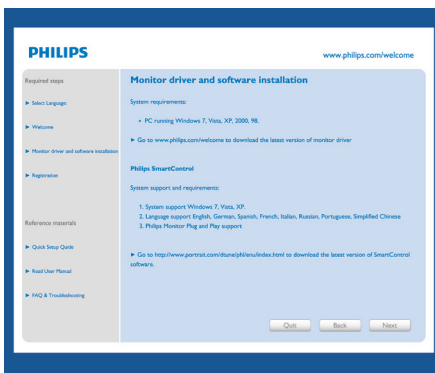 PHILIPS
www.philips.com/welcome
Required steps
► Select Language:
► Welcome
► Monitor driver and software installation
► Registration
Reference materials
► Quick Setup Guide
► Read User Manual
► FAQ & Troubleshooting
Monitor driver and software installation
System requirements:
• PC running Windows 7, Vista, XP, 2000, 98.
► Go to www.philips.com/welcome to download the latest version of monitor driver
Philips SmartControl
System support and requirements:
1. System support Windows 7, Vista, XP.
2. Language support English, German, Spanish, French, Italian, Russian, Portuguese, Simplified Chinese
3. Philips Monitor Plug and Play support
► Go to http://www.portrait.com/dtune/phl/enu/index.html to download the latest version of SmartControl
software.
Quit
Back
Next